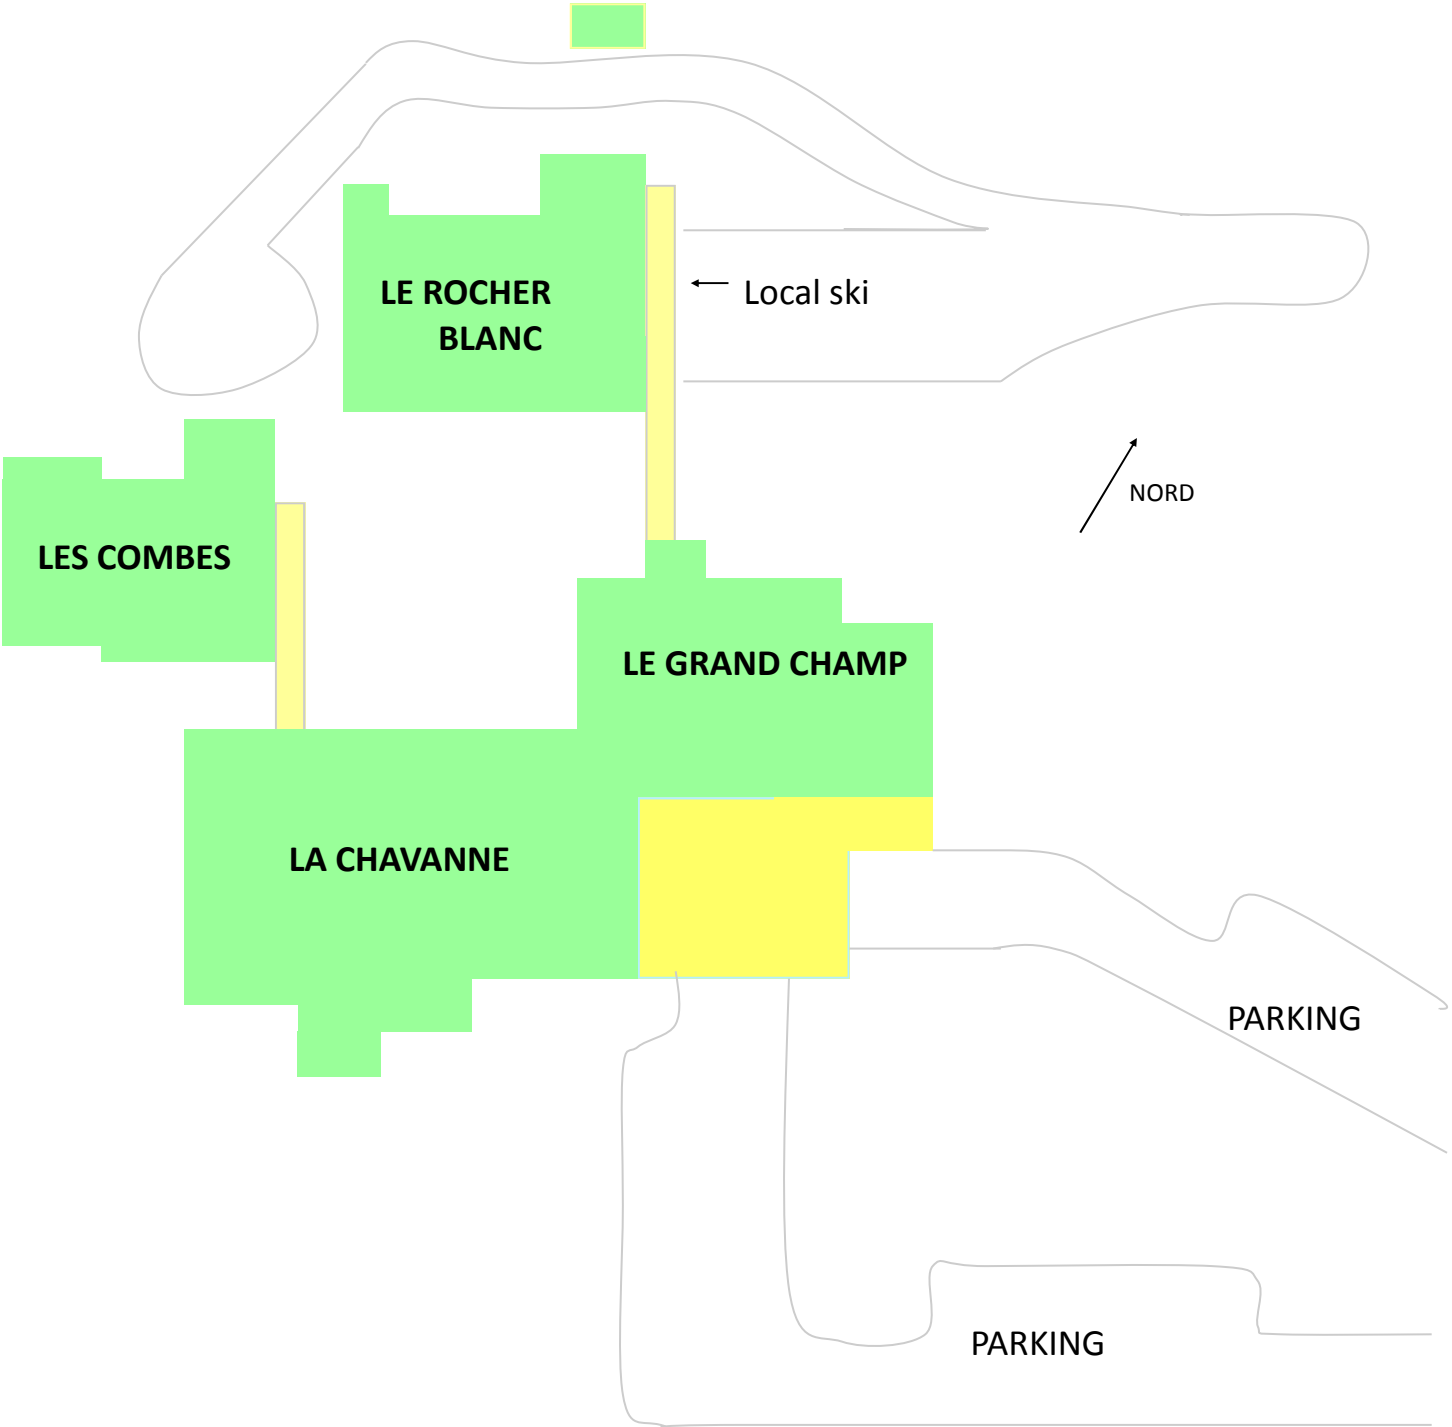 LE ROCHER
BLANC
Local ski
NORD
LES COMBES
LE GRAND CHAMP
LA CHAVANNE
PARKING
PARKING